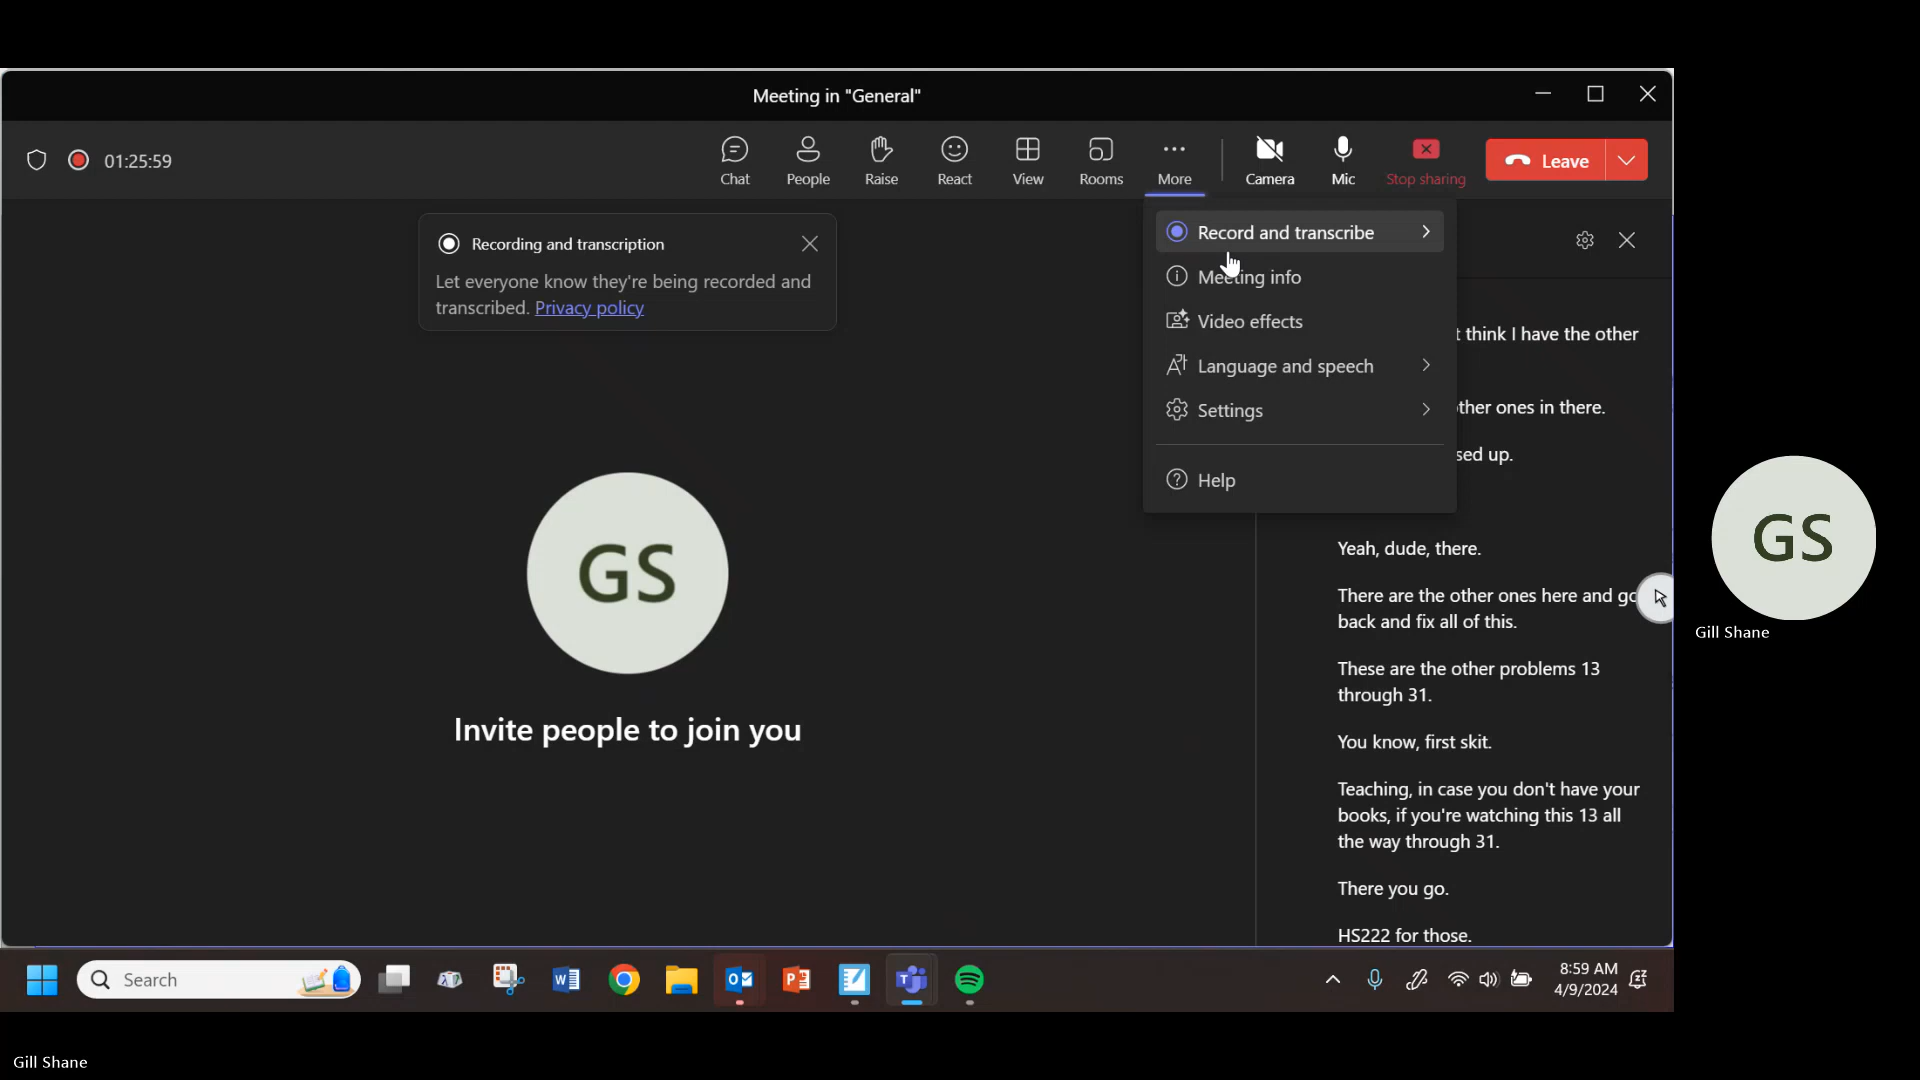 Meeting in "General"
01:25:59
Chat
People
Raise
React
View
Rooms
More
Camera
Mic
Stop sharing
Leave
Recording and transcription
Let everyone know they're being recorded and
transcribed. Privacy policy
Record and transcribe
Meeting info
Video effects
Language and speech
Settings
Help
GS
Invite people to join you
think I have the other
ther ones in there.
sed up.
Yeah, dude, there.
There are the other ones here and go
back and fix all of this.
These are the other problems 13
through 31.
You know, first skit.
Teaching, in case you don't have your
books, if you're watching this 13 all
the way through 31.
There you go.
HS222 for those.
GS
Gill Shane
Search
8:59 AM
4/9/2024
Gill Shane